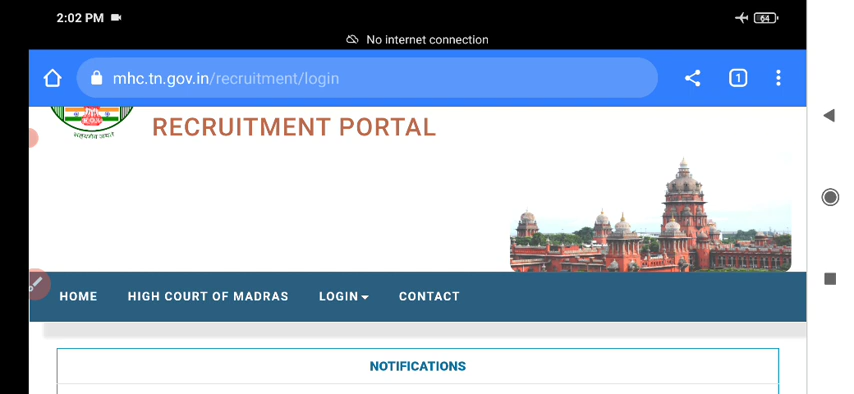 2:02 PM
64
No internet connection
mhc.tn.gov.in/recruitment/login
1
RECRUITMENT PORTAL
HOME
HIGH COURT OF MADRAS
LOGIN
CONTACT
NOTIFICATIONS